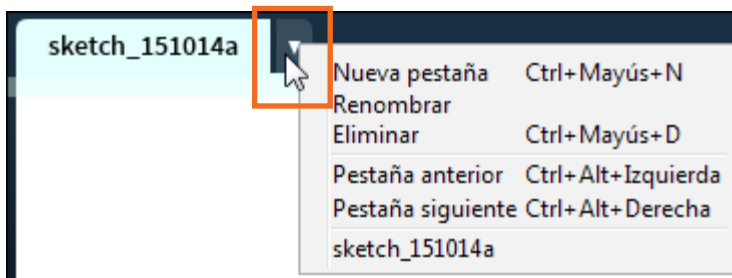 sketch_151014a
Nueva pestaña Ctrl+Mayús+N
Renombrar
Eliminar Ctrl+Mayús+D
Pestaña anterior Ctrl+Alt+Izquierda
Pestaña siguiente Ctrl+Alt+Derecha
sketch_151014a